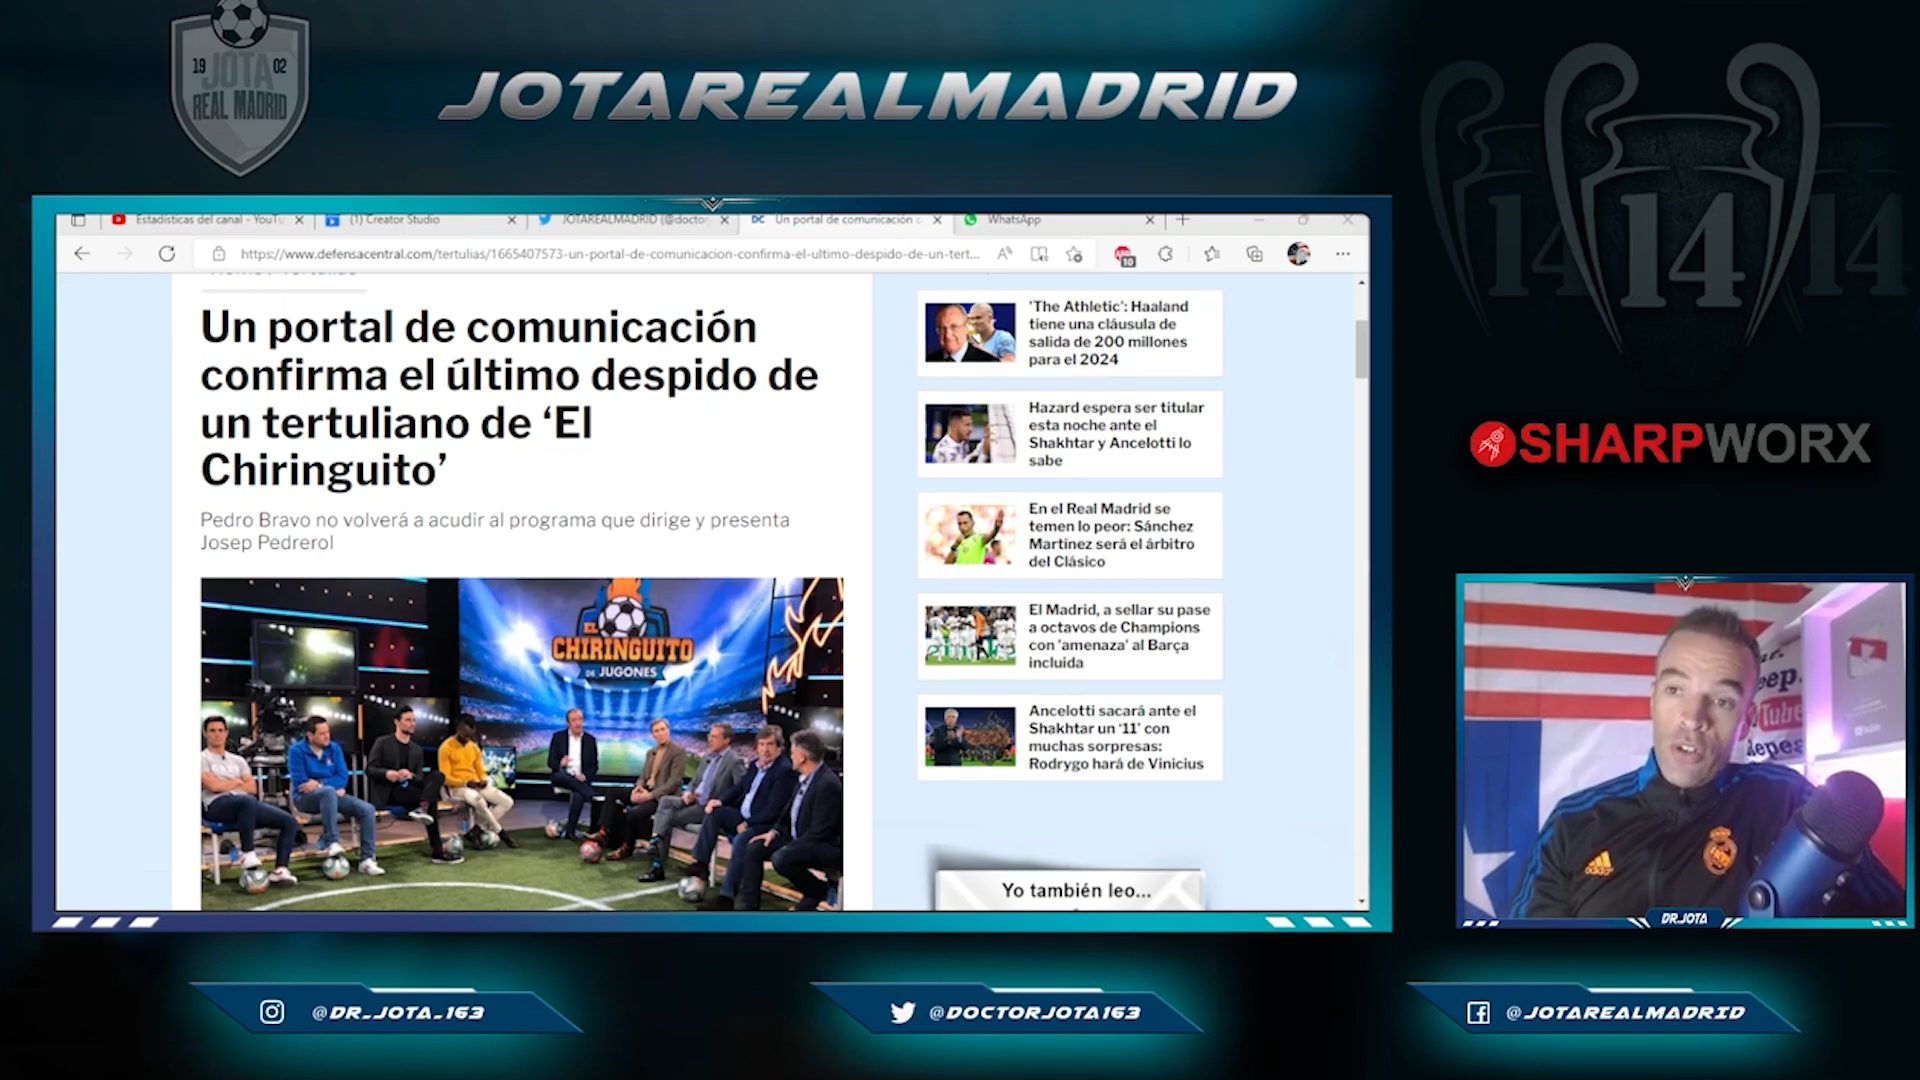 19 02
JOTA
REAL MADRID
JOTAREALMADRID
14 14 14
Estadísticas del canal - YouTu
(1) Creator Studio
JOTAREALMADRID (@docto
DC Un portal de comunicación c
WhatsApp
https://www.defensacentral.com/tertulias/1665407573-un-portal-de-comunicacion-confirma-el-ultimo-despido-de-un-tert...
10
Un portal de comunicación
confirma el último despido de
un tertuliano de ‘El
Chiringuito’
Pedro Bravo no volverá a acudir al programa que dirige y presenta
Josep Pedrerol
EL
CHIRINGUITO
DE JUGONES
'The Athletic': Haaland
tiene una cláusula de
salida de 200 millones
para el 2024
Hazard espera ser titular
esta noche ante el
Shakhtar y Ancelotti lo
sabe
En el Real Madrid se
temen lo peor: Sánchez
Martínez será el árbitro
del Clásico
El Madrid, a sellar su pase
a octavos de Champions
con 'amenaza' al Barça
incluida
Ancelotti sacará ante el
Shakhtar un ‘11’ con
muchas sorpresas:
Rodrygo hará de Vinicius
Yo también leo...
SHARPWORX
eep.
Tube
Repes
adidas
DR.JOTA
@DR_JOTA_163
@DOCTORJOTA163
@JOTAREALMADRID